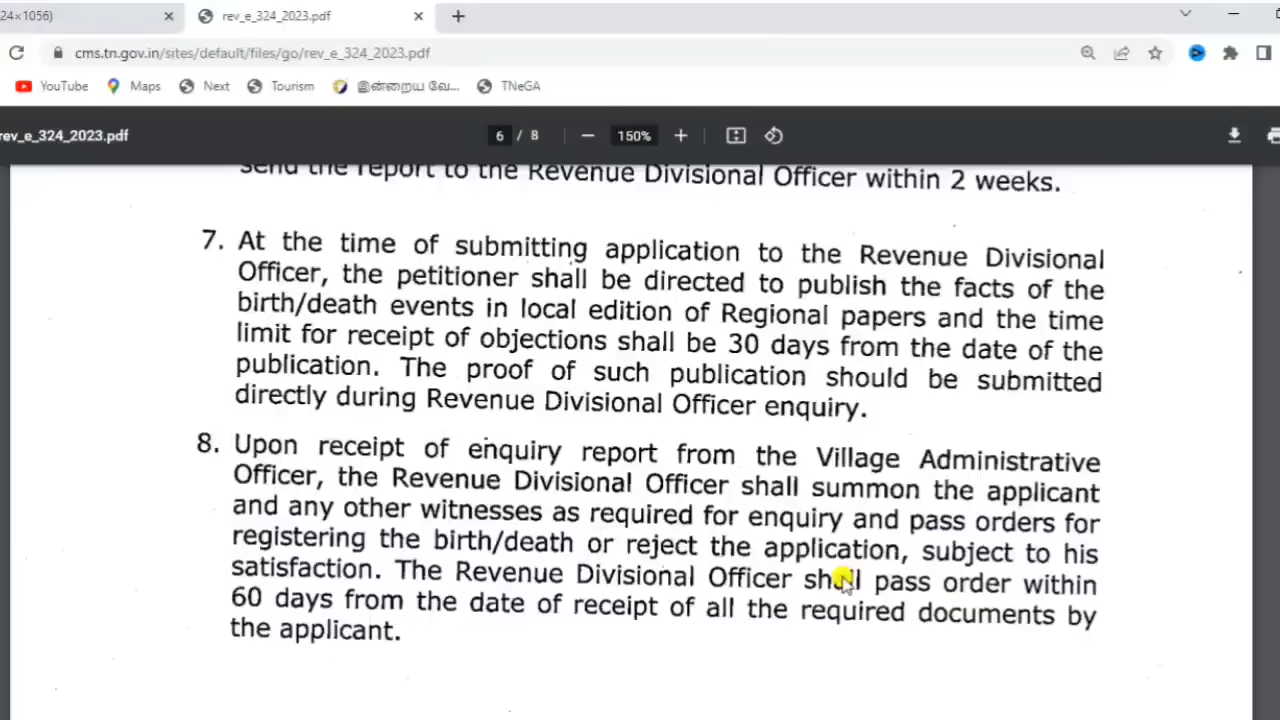 24×1056)
rev_e_324_2023.pdf
cms.tn.gov.in/sites/default/files/go/rev_e_324_2023.pdf
YouTube Maps Next Tourism இன்றைய வே... TNeGA
rev_e_324_2023.pdf 6 / 8 150%
send the report to the Revenue Divisional Officer within 2 weeks.
7. At the time of submitting application to the Revenue Divisional
Officer, the petitioner shall be directed to publish the facts of the
birth/death events in local edition of Regional papers and the time
limit for receipt of objections shall be 30 days from the date of the
publication. The proof of such publication should be submitted
directly during Revenue Divisional Officer enquiry.
8. Upon receipt of enquiry report from the Village Administrative
Officer, the Revenue Divisional Officer shall summon the applicant
and any other witnesses as required for enquiry and pass orders for
registering the birth/death or reject the application, subject to his
satisfaction. The Revenue Divisional Officer shall pass order within
60 days from the date of receipt of all the required documents by
the applicant.